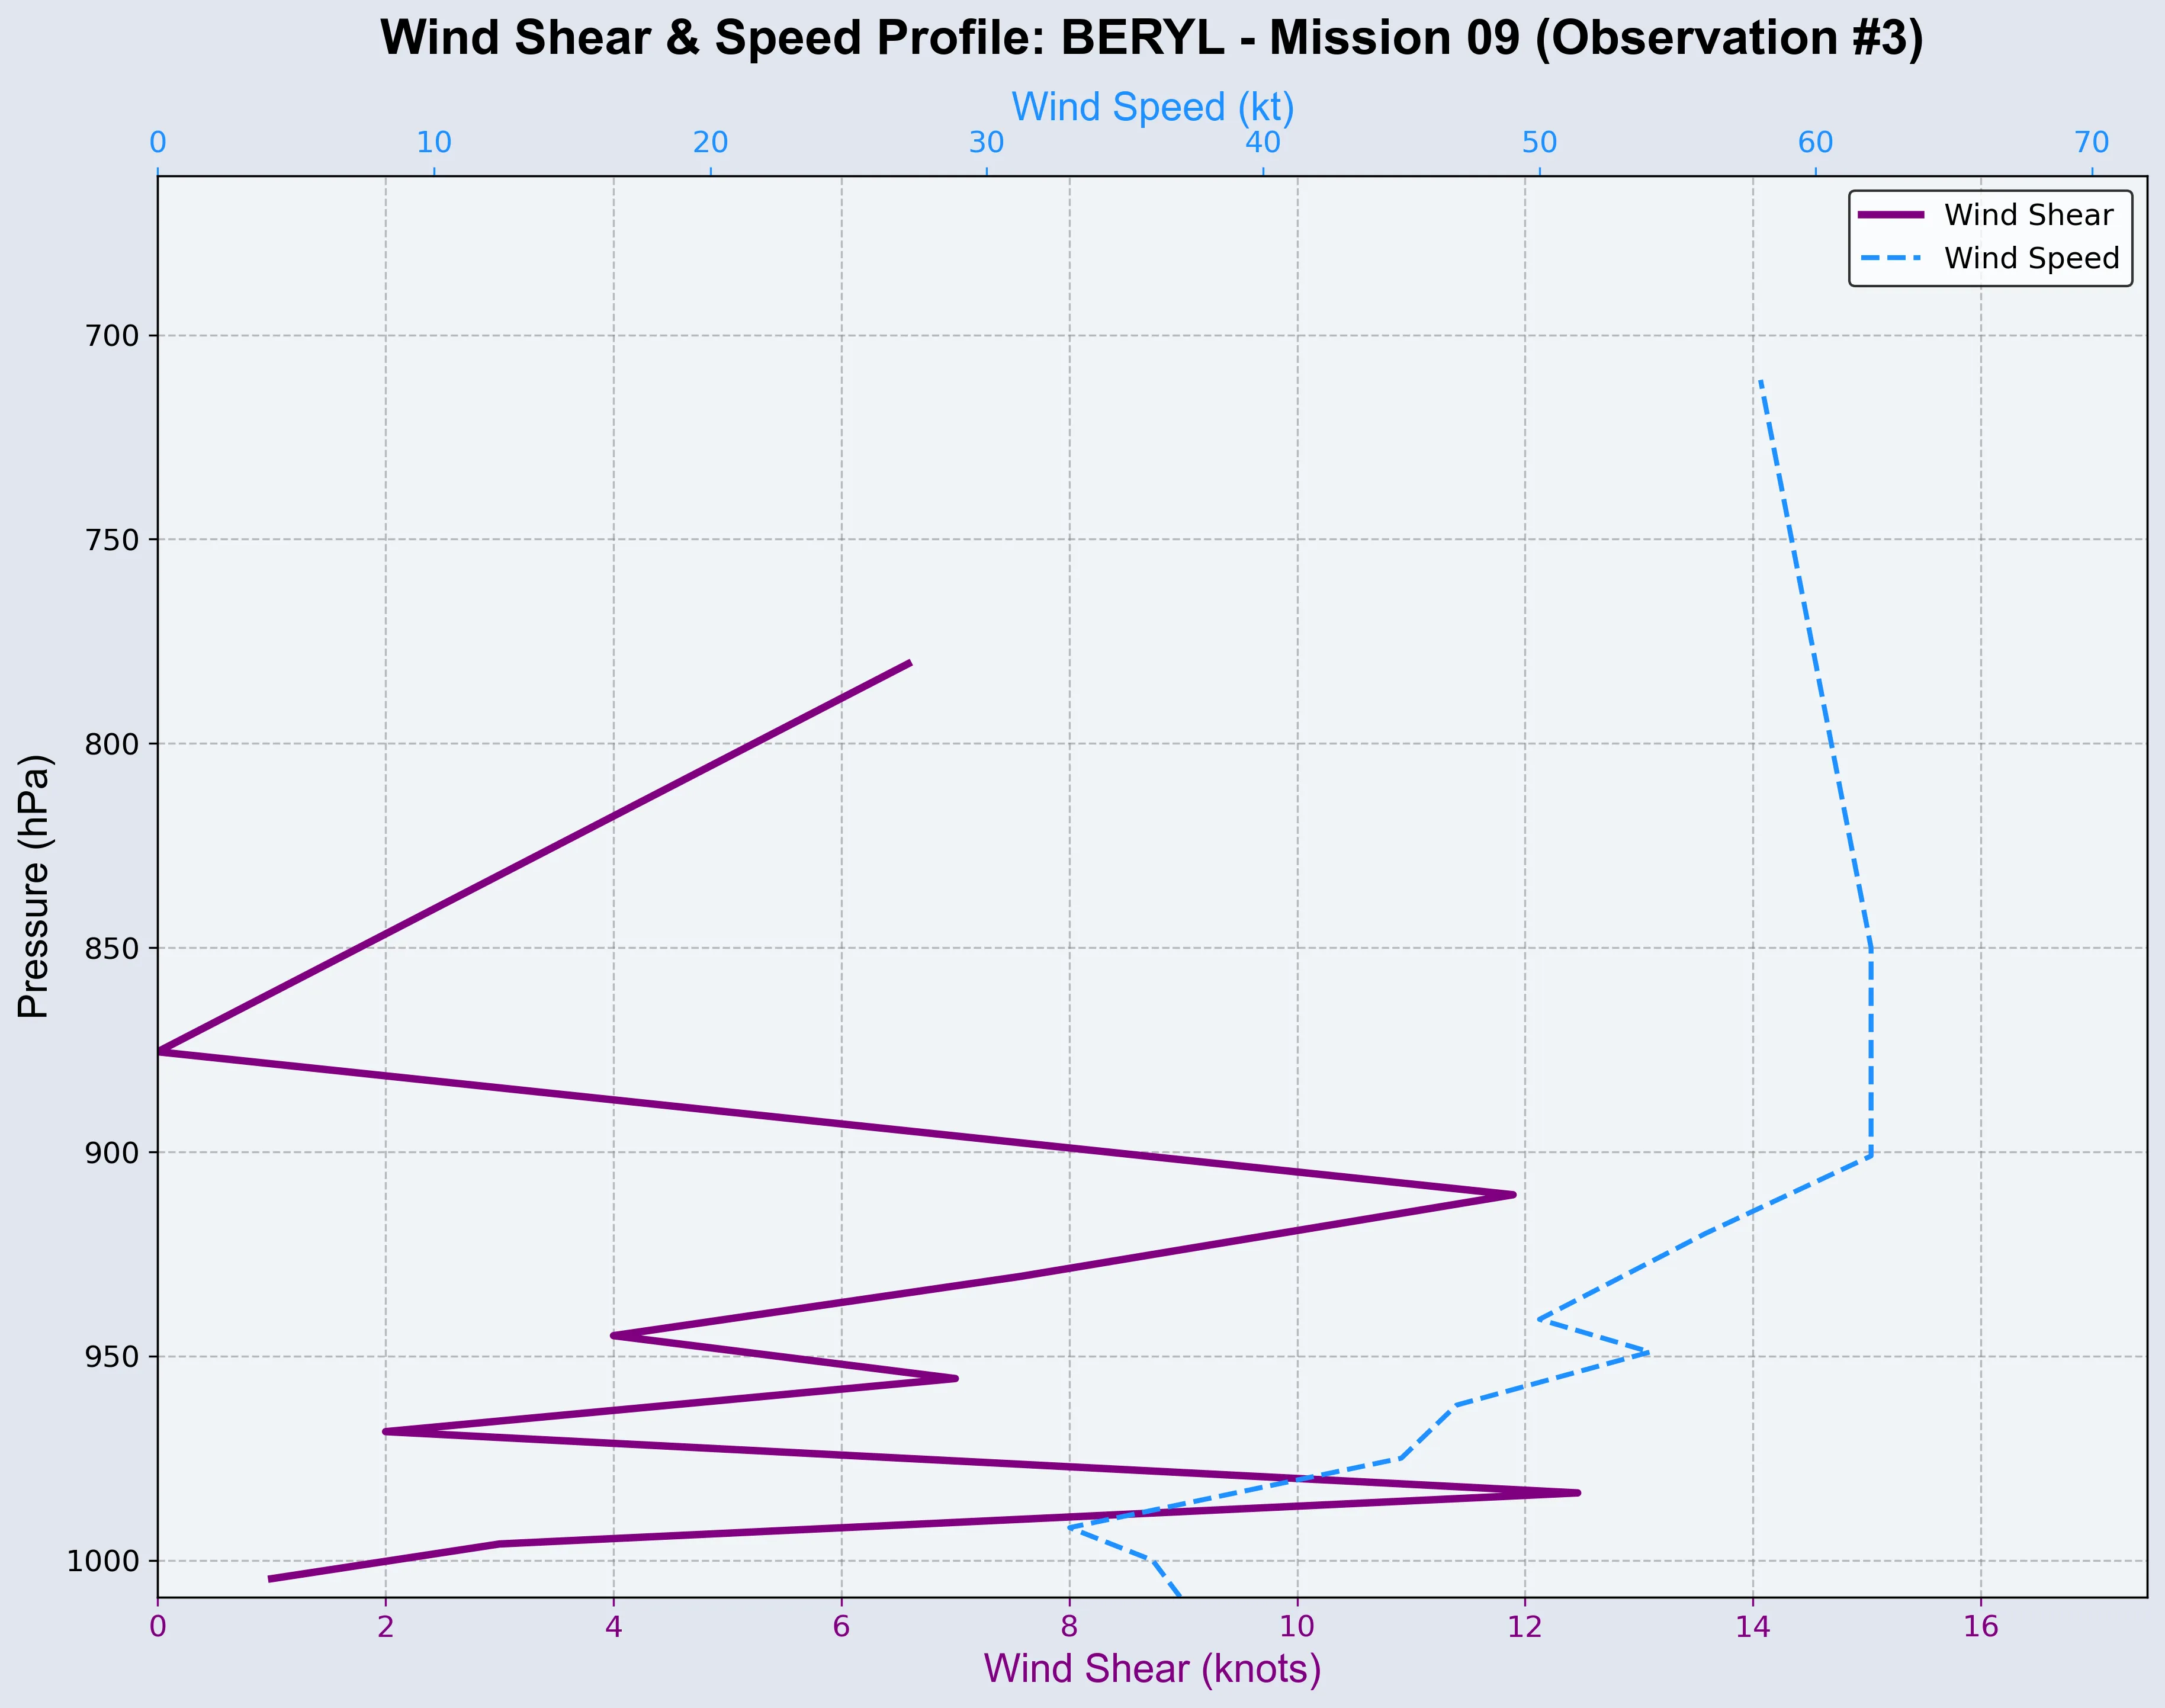 Wind Shear & Speed Profile: BERYL - Mission 09 (Observation #3)
Wind Speed (kt)
0 10 20 30 40 50 60 70
Wind Shear
Wind Speed
700
750
800
850
900
950
1000
Pressure (hPa)
0 2 4 6 8 10 12 14 16
Wind Shear (knots)